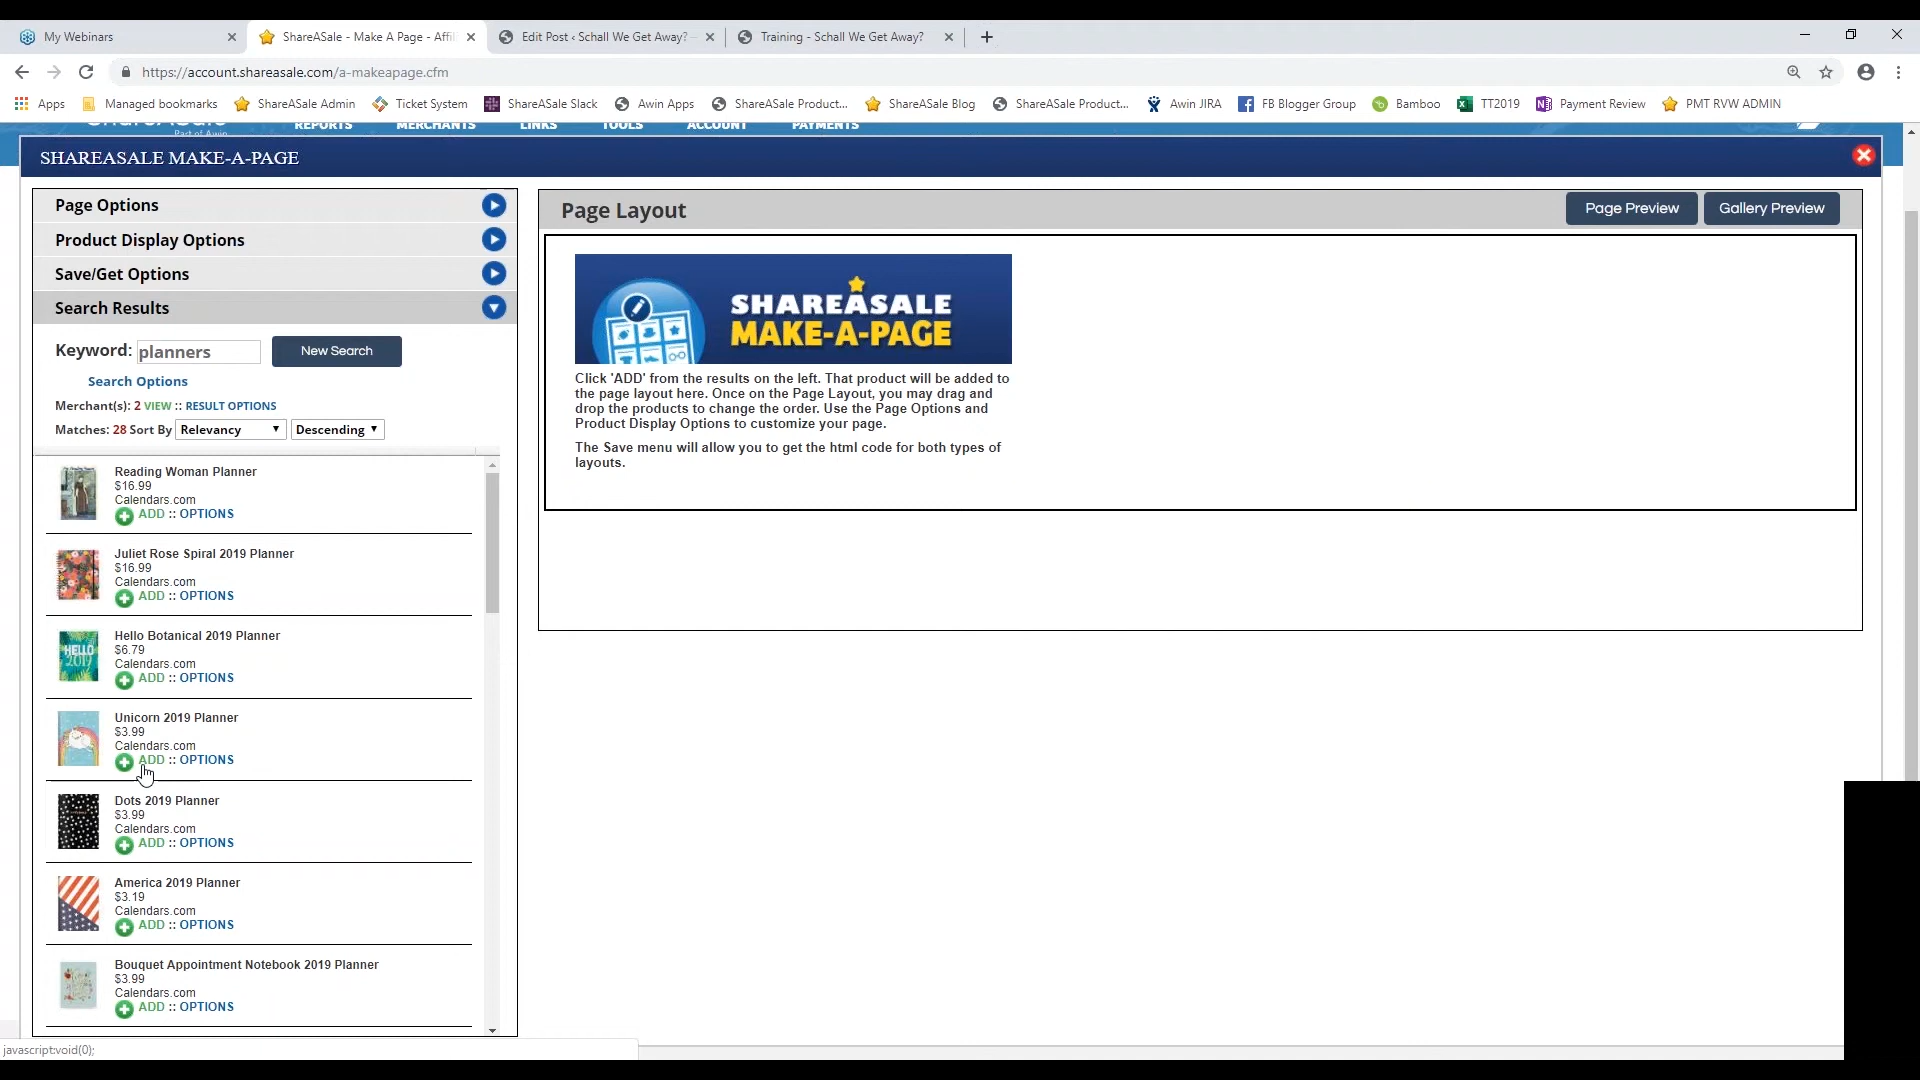 My Webinars
ShareASale - Make A Page - Affil
Edit Post ‹ Schall We Get Away? -
Training - Schall We Get Away?
https://account.shareasale.com/a-makeapage.cfm
Apps
Managed bookmarks
ShareASale Admin
Ticket System
ShareASale Slack
Awin Apps
ShareASale Product...
ShareASale Blog
ShareASale Product...
Awin JIRA
FB Blogger Group
Bamboo
TT2019
Payment Review
PMT RVW ADMIN
ShareASale
Part of Awin
REPORTS MERCHANTS LINKS TOOLS ACCOUNT PAYMENTS
SHAREASALE MAKE-A-PAGE
Page Options
Product Display Options
Save/Get Options
Search Results
Keyword: planners New Search
Search Options
Merchant(s): 2 VIEW :: RESULT OPTIONS
Matches: 28 Sort By Relevancy Descending
Reading Woman Planner
$16.99
Calendars.com
ADD :: OPTIONS
Juliet Rose Spiral 2019 Planner
$16.99
Calendars.com
ADD :: OPTIONS
HELLO
2019
Hello Botanical 2019 Planner
$6.79
Calendars.com
ADD :: OPTIONS
Unicorn 2019 Planner
$3.99
Calendars.com
ADD :: OPTIONS
Dots 2019 Planner
$3.99
Calendars.com
ADD :: OPTIONS
America 2019 Planner
$3.19
Calendars.com
ADD :: OPTIONS
Bouquet Appointment Notebook 2019 Planner
$3.99
Calendars.com
ADD :: OPTIONS
Page Layout
Page Preview
Gallery Preview
SHAREASALE
MAKE-A-PAGE
Click 'ADD' from the results on the left. That product will be added to
the page layout here. Once on the Page Layout, you may drag and
drop the products to change the order. Use the Page Options and
Product Display Options to customize your page.
The Save menu will allow you to get the html code for both types of
layouts.
javascript:void(0);